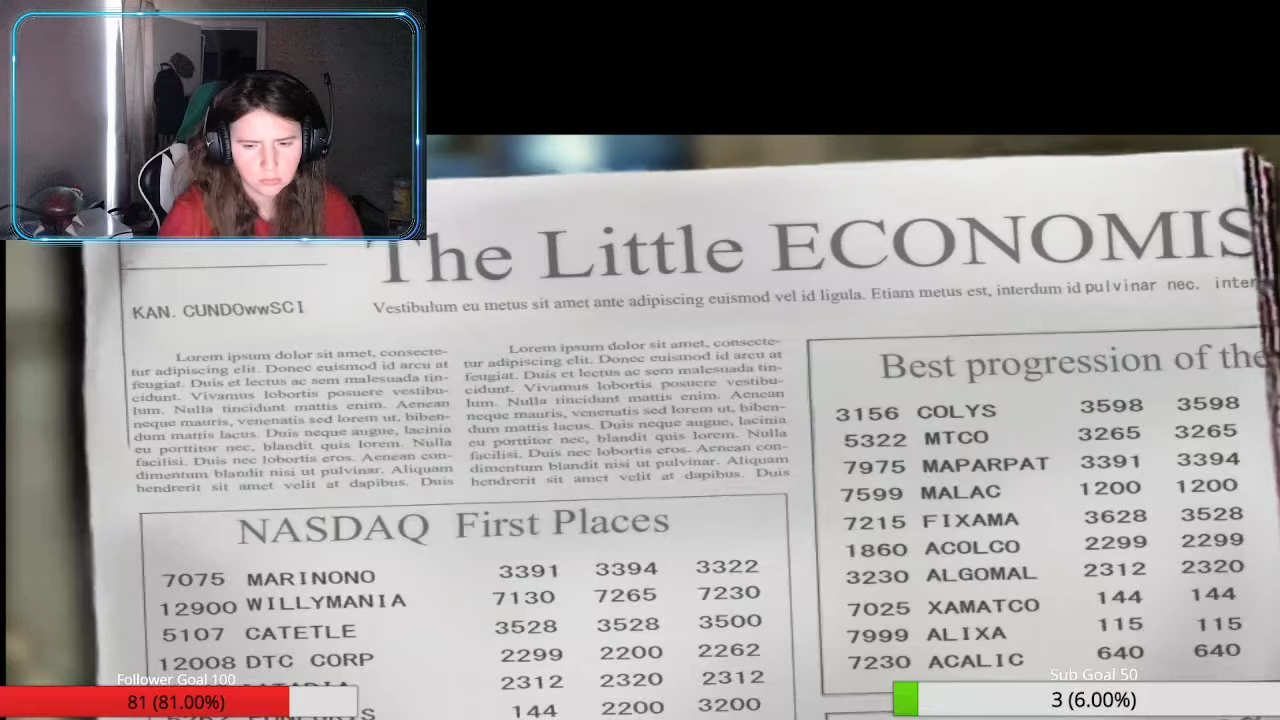 The Little ECONOMIS
KAN. CUNDOwwSCI
Vestibulum eu metus sit amet ante adipiscing euismod vel id ligula. Etiam metus est, interdum id pulvinar nec. inter
Lorem ipsum dolor sit amet, consecte-
tur adipiscing elit. Donec euismod id arcu at
feugiat. Duis et lectus ac sem malesuada tin-
cidunt. Vivamus lobortis posuere vestibu-
lum. Nulla tincidunt mattis enim. Aenean
neque mauris, venenatis sed lorem ut, biben-
dum mattis lacus. Duis neque augue, lacinia
eu porttitor nec, blandit quis lorem. Nulla
facilisi. Duis nec lobortis eros. Aenean con-
dimentum blandit nisi ut pulvinar. Aliquam
hendrerit sit amet velit at dapibus. Duis
Lorem ipsum dolor sit amet, consecte-
tur adipiscing elit. Donec euismod id arcu at
feugiat. Duis et lectus ac sem malesuada tin-
cidunt. Vivamus lobortis posuere vestibu-
lum. Nulla tincidunt mattis enim. Aenean
neque mauris, venenatis sed lorem ut, biben-
dum mattis lacus. Duis neque augue, lacinia
eu porttitor nec, blandit quis lorem. Nulla
facilisi. Duis nec lobortis eros. Aenean con-
dimentum blandit nisi ut pulvinar. Aliquam
hendrerit sit amet velit at dapibus. Duis
NASDAQ First Places
7075 MARINONO 3391 3394 3322
12900 WILLYMANIA 7130 7265 7230
5107 CATETLE 3528 3528 3500
12008 DTC CORP 2299 2200 2262
2312 2320 2312
144 2200 3200
Best progression of the
3156 COLYS 3598 3598
5322 MTCO 3265 3265
7975 MAPARPAT 3391 3394
7599 MALAC 1200 1200
7215 FIXAMA 3628 3528
1860 ACOLCO 2299 2299
3230 ALGOMAL 2312 2320
7025 XAMATCO 144 144
7999 ALIXA 115 115
7230 ACALIC 640 640
Follower Goal 100
81 (81.00%)
Sub Goal 50
3 (6.00%)